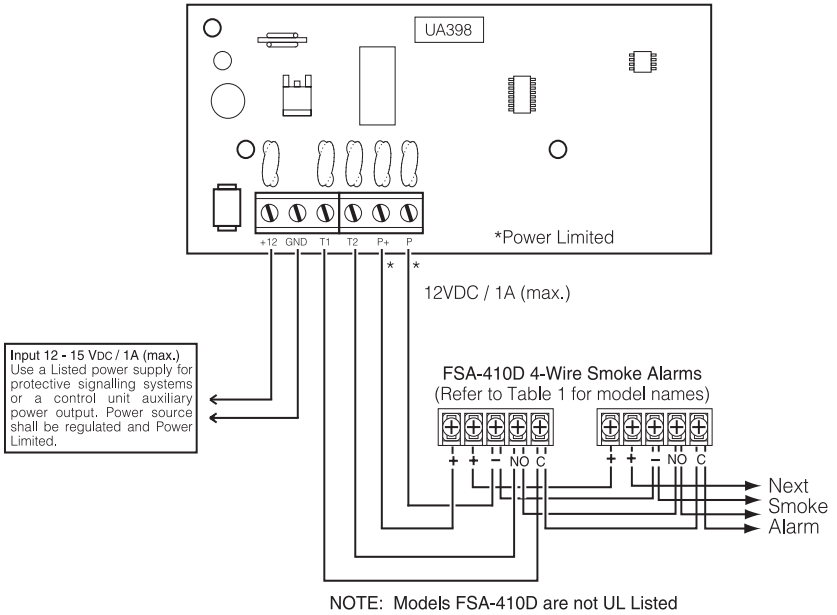 UA398
*Power Limited
+12 GND T1 T2 P+ P
* *
12VDC / 1A (max.)
Input 12 - 15 VDC / 1A (max.)
Use a Listed power supply for
protective signalling systems
or a control unit auxiliary
power output. Power source
shall be regulated and Power
Limited.
FSA-410D 4-Wire Smoke Alarms
(Refer to Table 1 for model names)
+ + − NO C
+ + − NO C
Next
Smoke
Alarm
NOTE: Models FSA-410D are not UL Listed